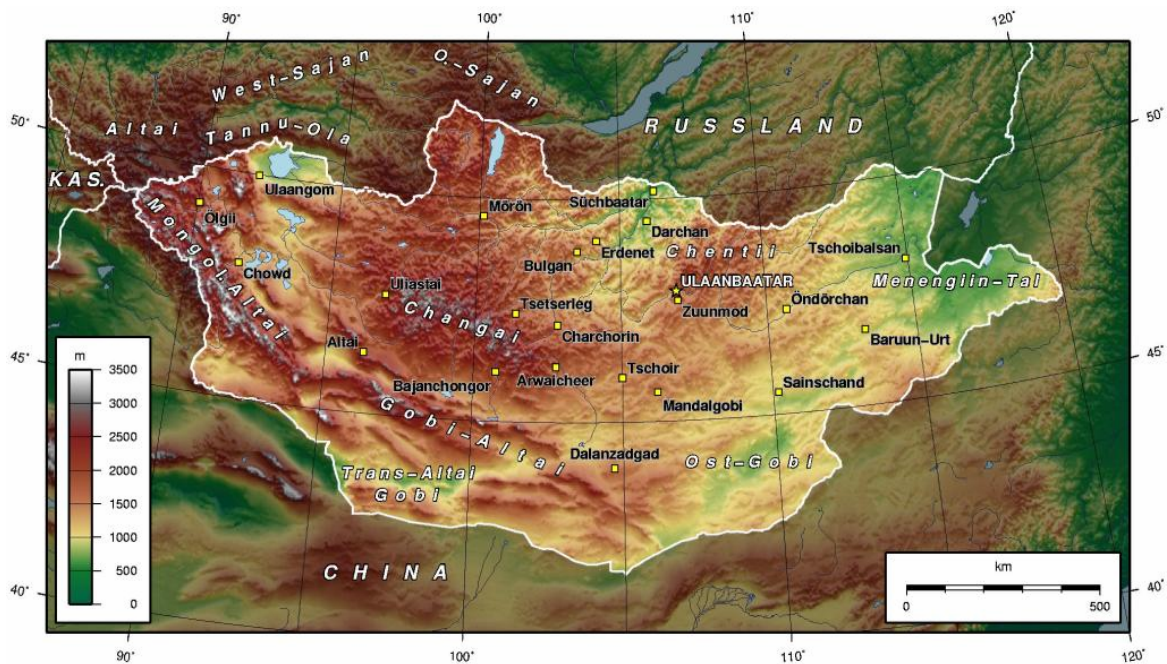 90°
100°
110°
120°
West-Sajan
O.-Sajan
50°
Altai
Tannu-Ola
RUSSLAND
50°
KAS.
Ulaangom
Ölgii
Mörön
Süchbaatar
Darchan
Mongol.Altai
Chowd
Bulgan
Erdenet
Chentii
Tschoibalsan
Uliastai
ULAANBAATAR
Menengiin-Tal
Changai
Tsetserleg
Zuunmod
Öndörchan
Charchorin
Baruun-Urt
Altai
45°
45°
Bajanchongor
Arwaicheer
Tschoir
Sainschand
Mandalgobi
Gobi-Altai
Dalanzadgad
Ost-Gobi
Trans-Altai
Gobi
CHINA
m
3500
3000
2500
2000
1500
1000
500
0
km
0
500
40°
40°
90°
100°
110°
120°